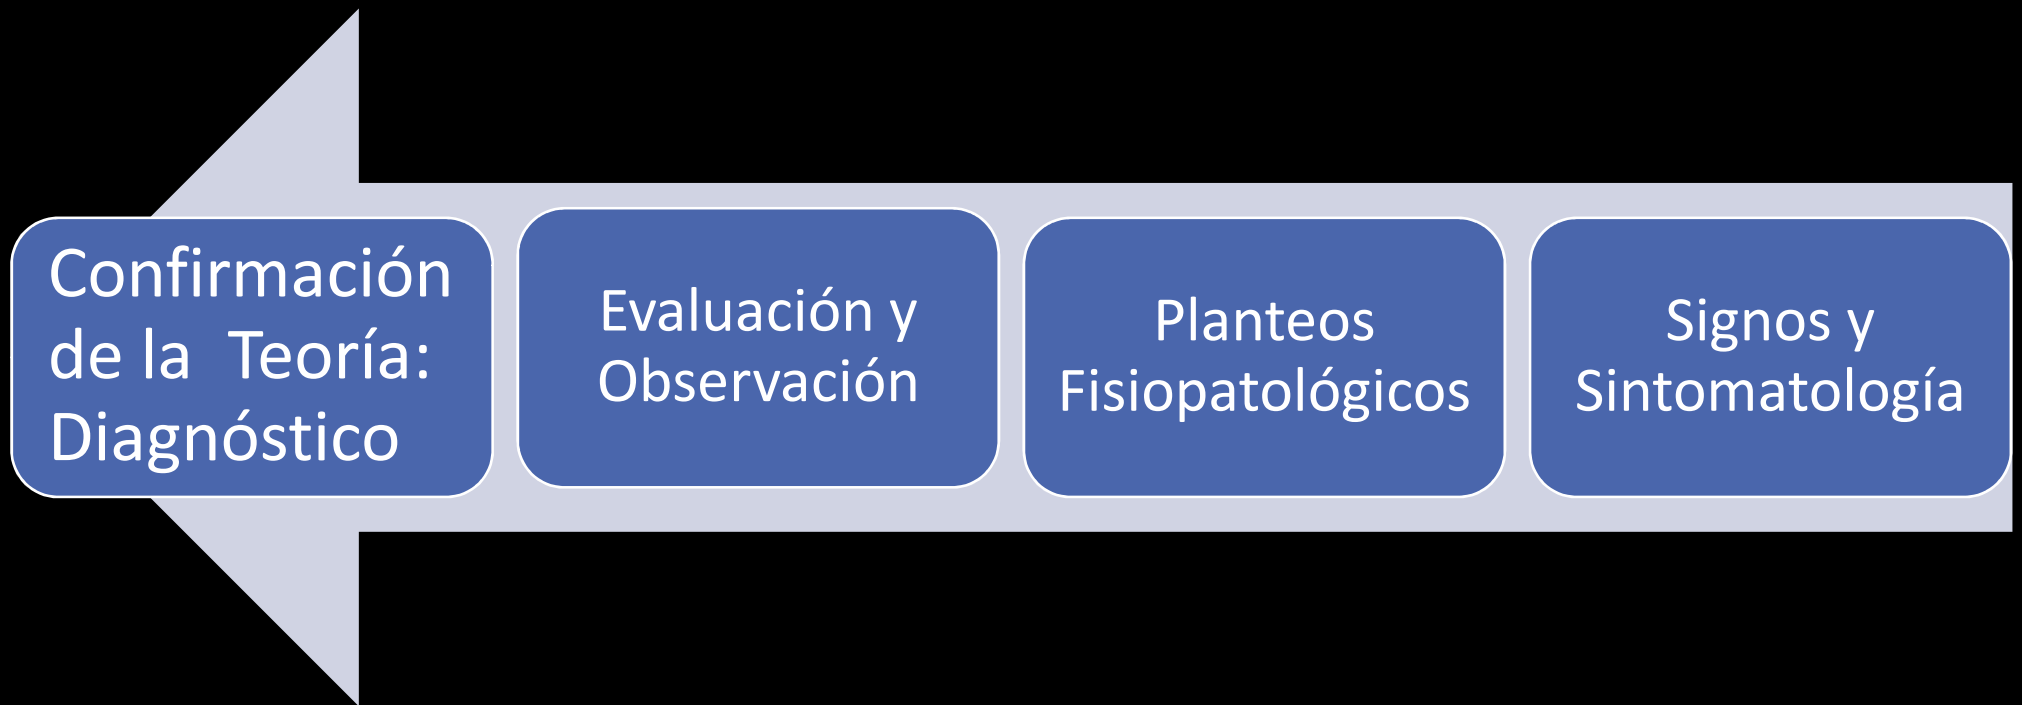 Confirmación
de la Teoría:
Diagnóstico
Evaluación y
Observación
Planteos
Fisiopatológicos
Signos y
Sintomatología